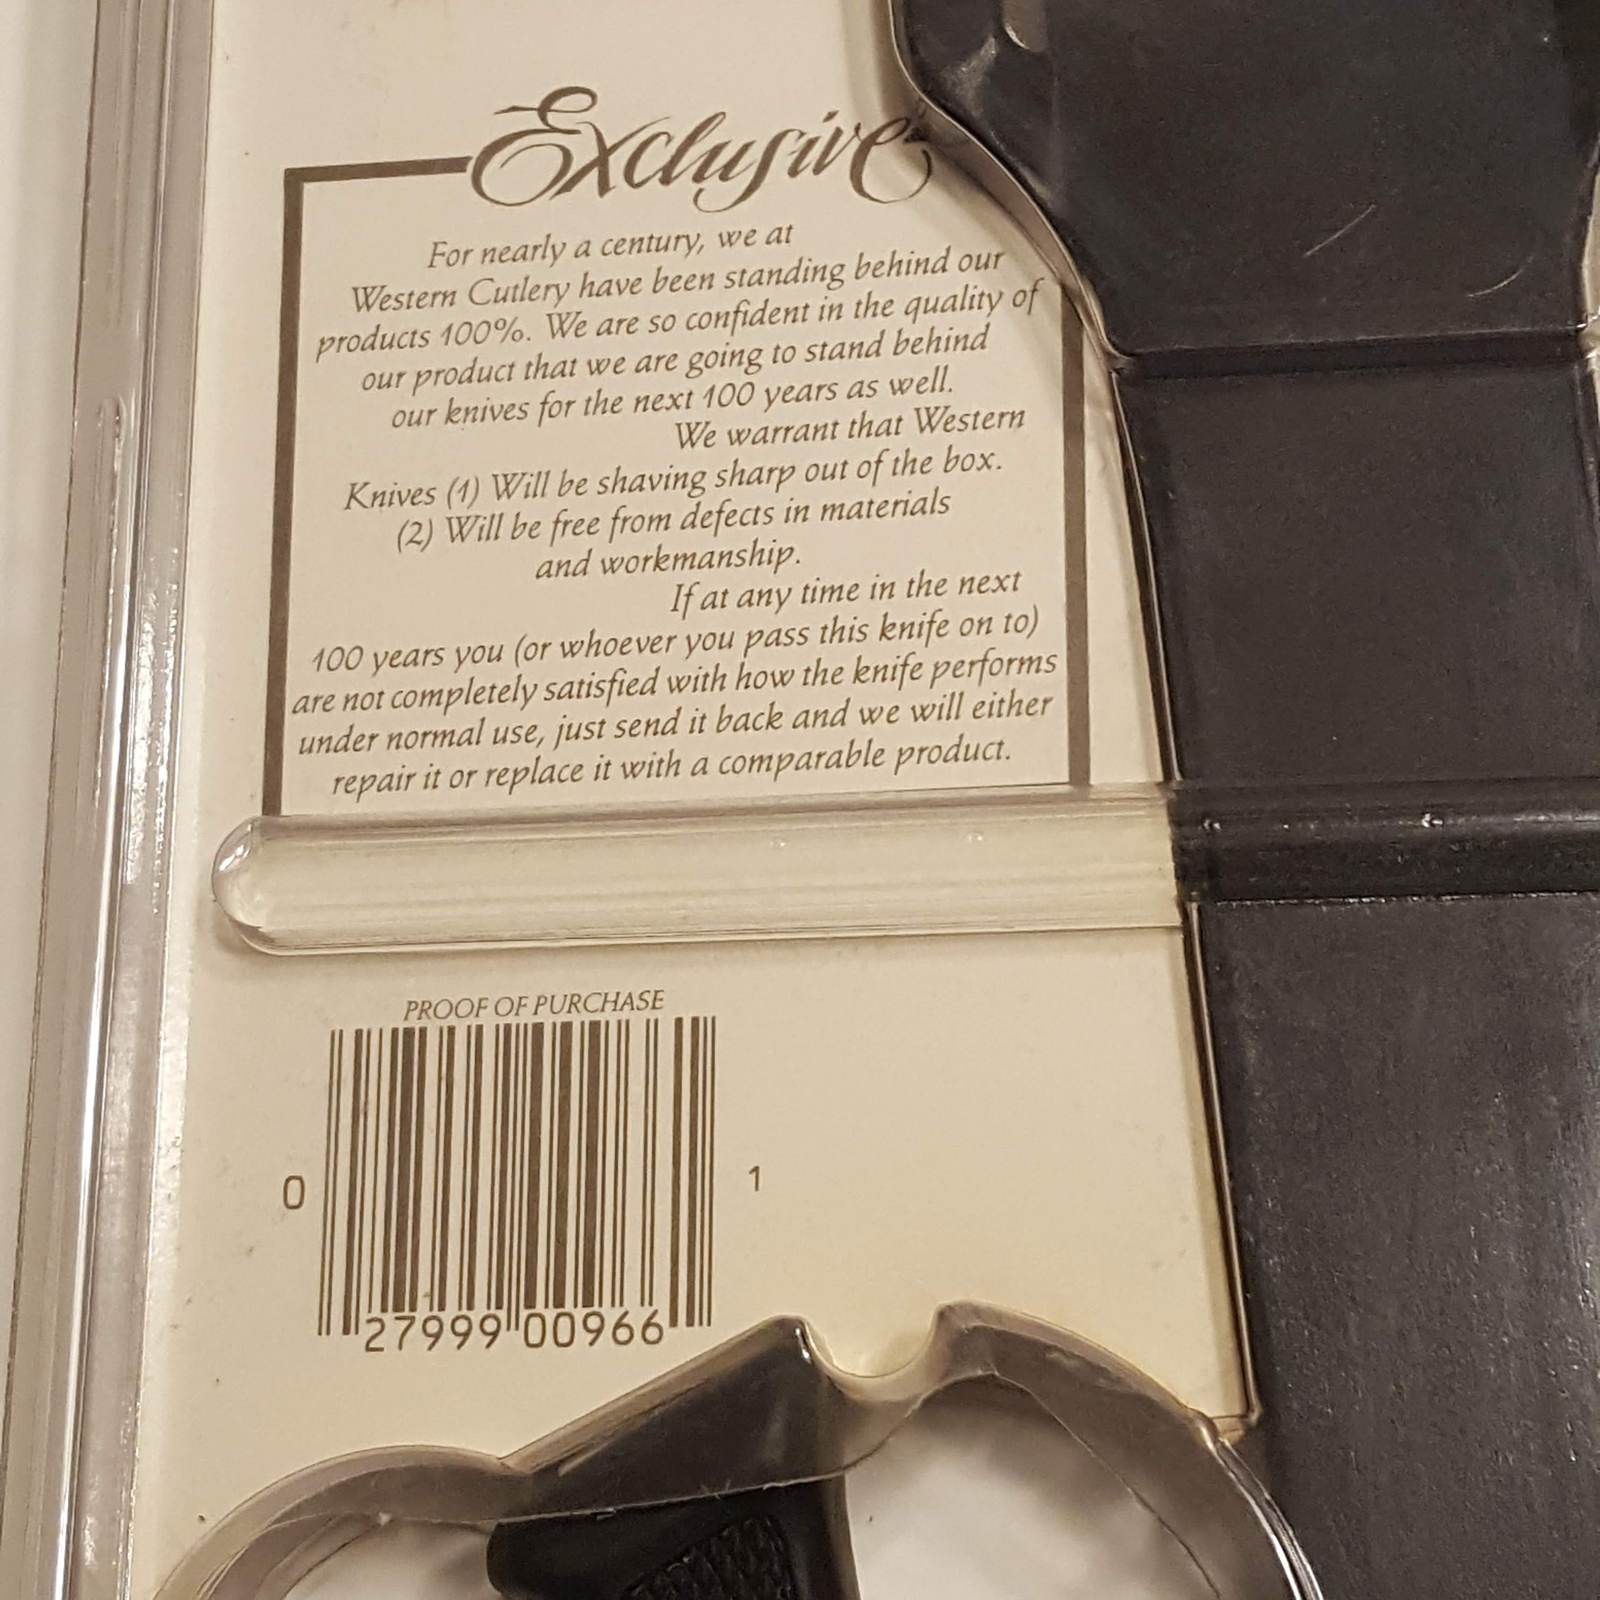 Exclusive
For nearly a century, we at
Western Cutlery have been standing behind our
products 100%. We are so confident in the quality of
our product that we are going to stand behind
our knives for the next 100 years as well.
We warrant that Western
Knives (1) Will be shaving sharp out of the box.
(2) Will be free from defects in materials
and workmanship.
If at any time in the next
100 years you (or whoever you pass this knife on to)
are not completely satisfied with how the knife performs
under normal use, just send it back and we will either
repair it or replace it with a comparable product.
PROOF OF PURCHASE
0 27999 00966 1